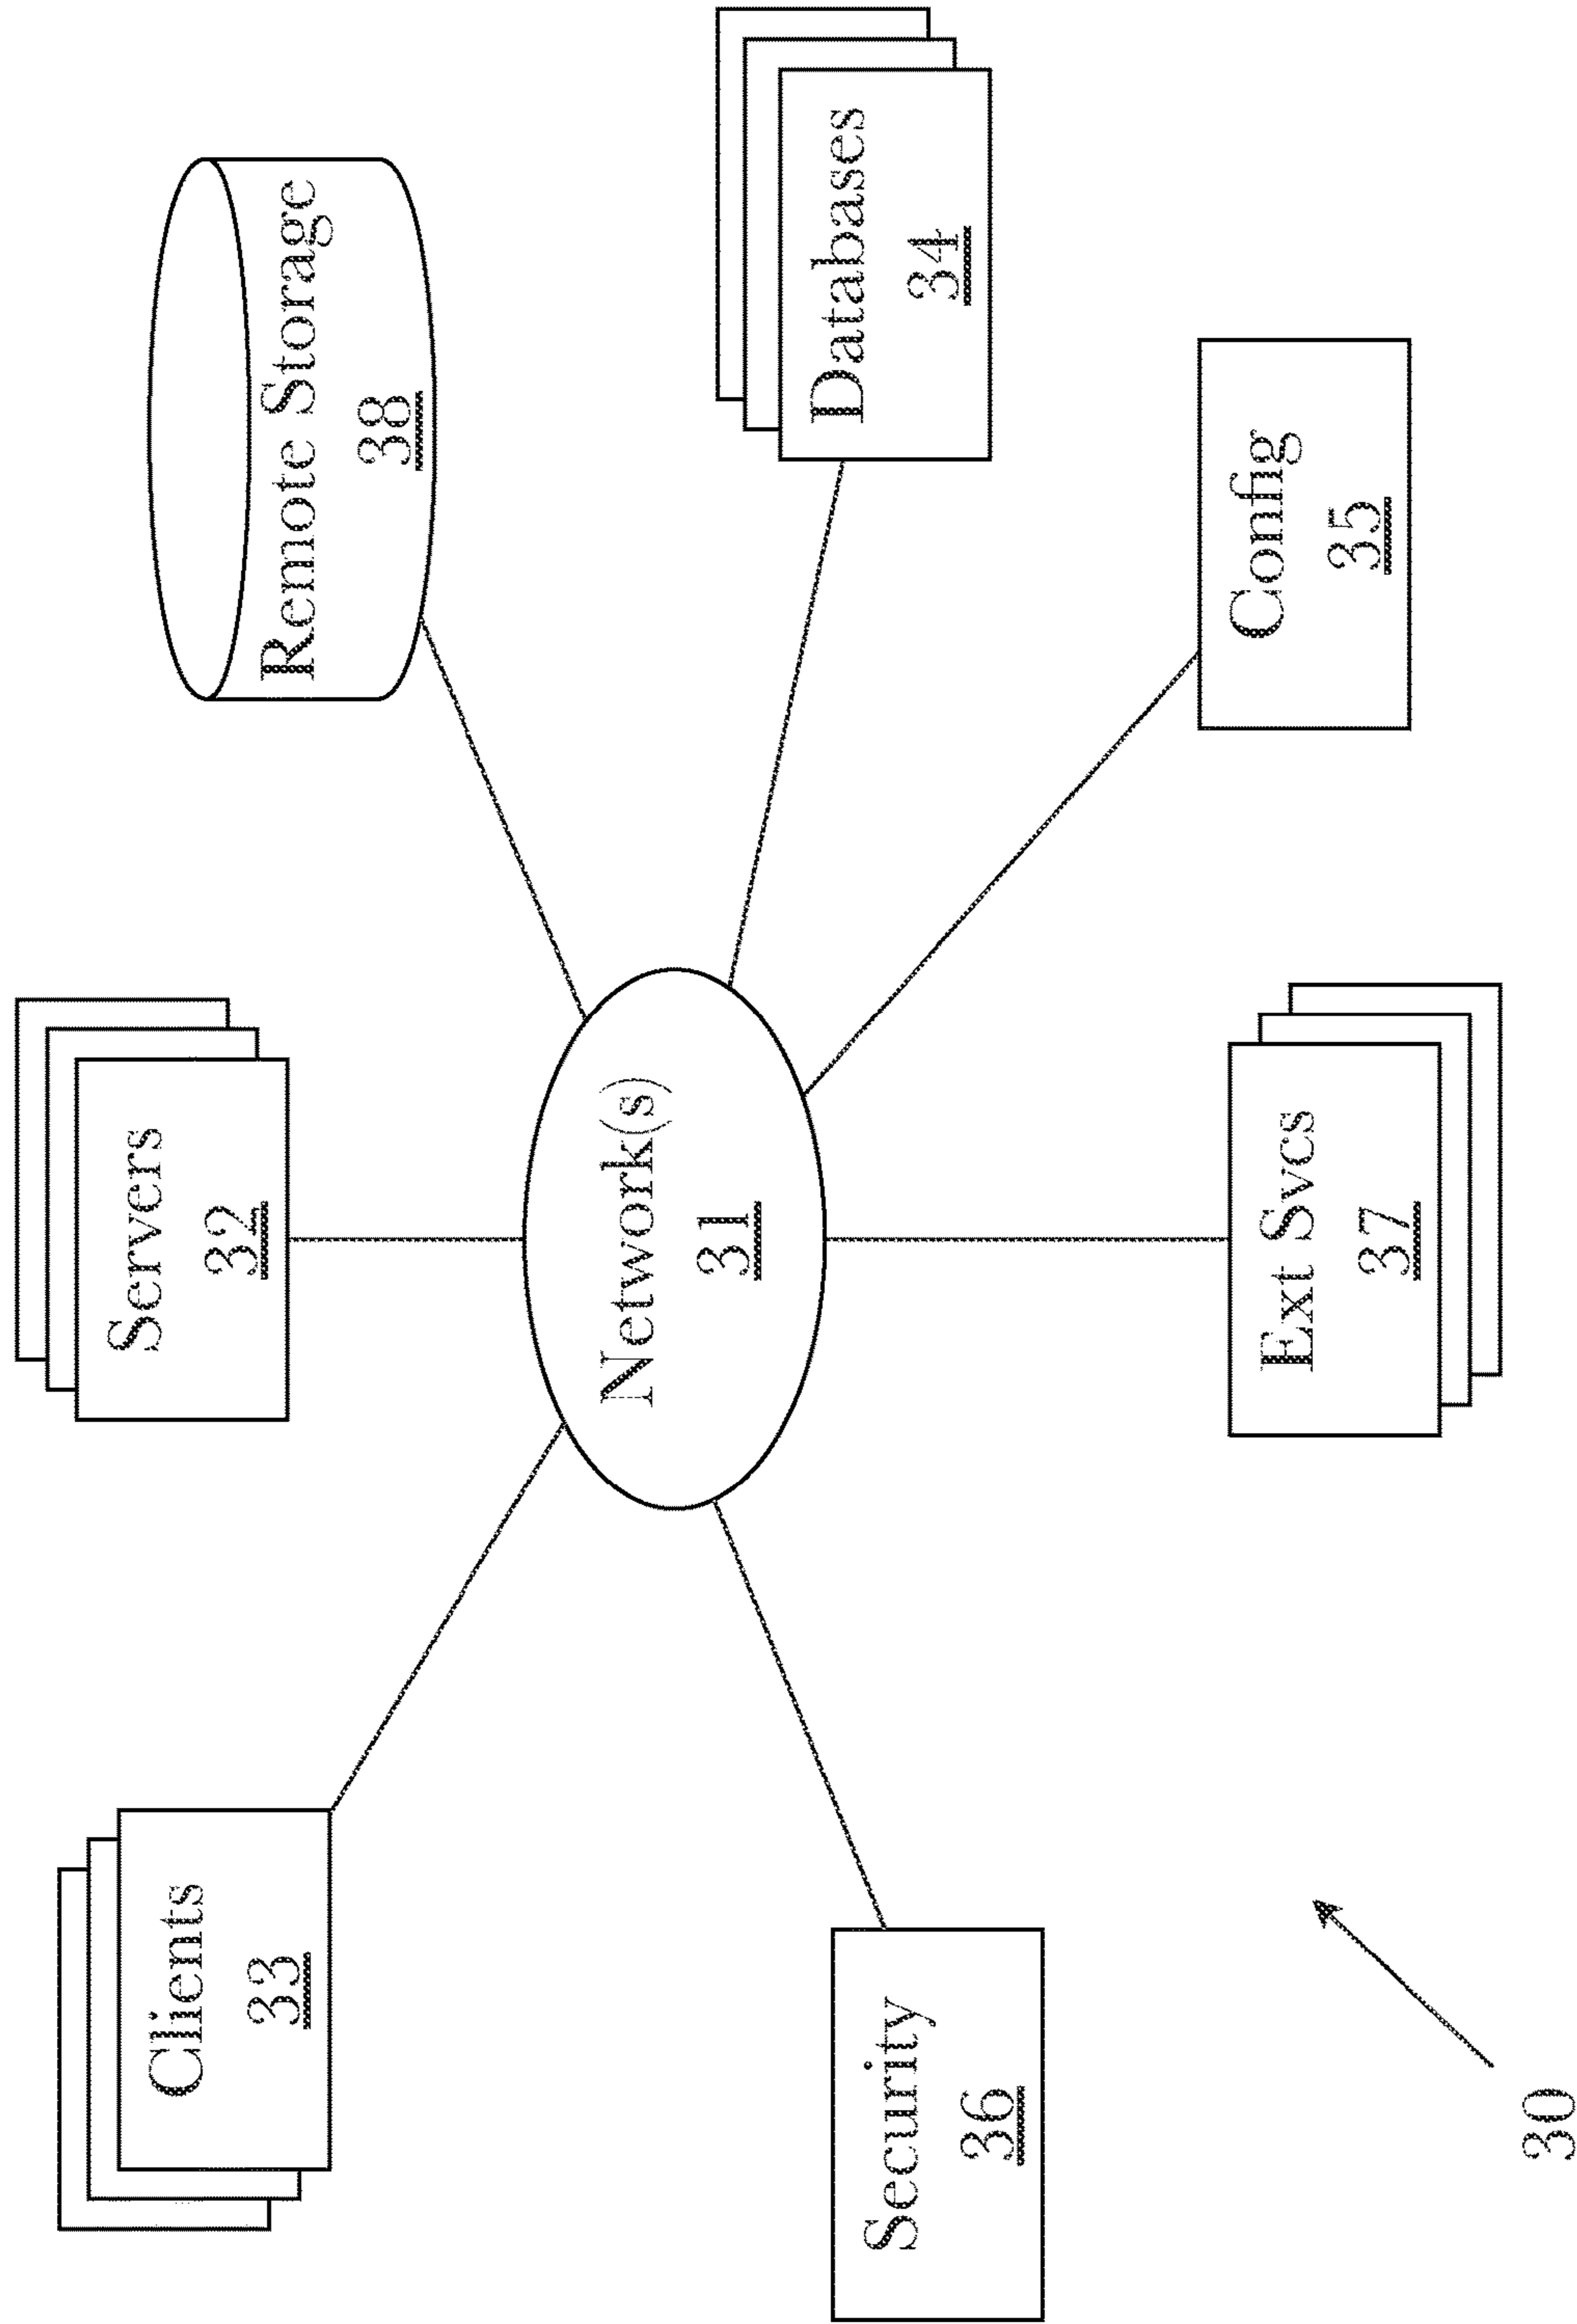 Servers
32
Clients
33
Remote Storage
38
Network(s)
31
Databases
34
Security
36
Config
35
Ext Svcs
37
30